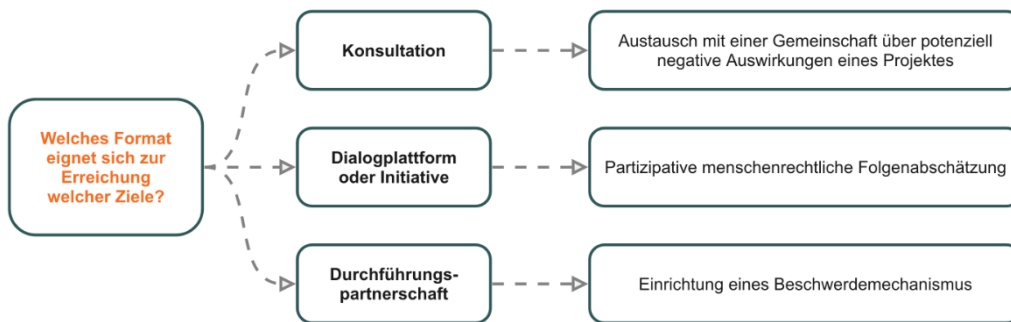 Welches Format
eignet sich zur
Erreichung
welcher Ziele?
Konsultation
Austausch mit einer Gemeinschaft über potenziell
negative Auswirkungen eines Projektes
Dialogplattform
oder Initiative
Partizipative menschenrechtliche Folgenabschätzung
Durchführungs-
partnerschaft
Einrichtung eines Beschwerdemechanismus